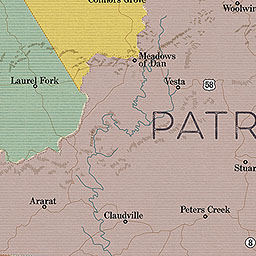 Connors Grove
Woolwin
Meadows
of Dan
Laurel Fork
Vesta
58
PATR
Stuar
Ararat
Claudville
Peters Creek
8